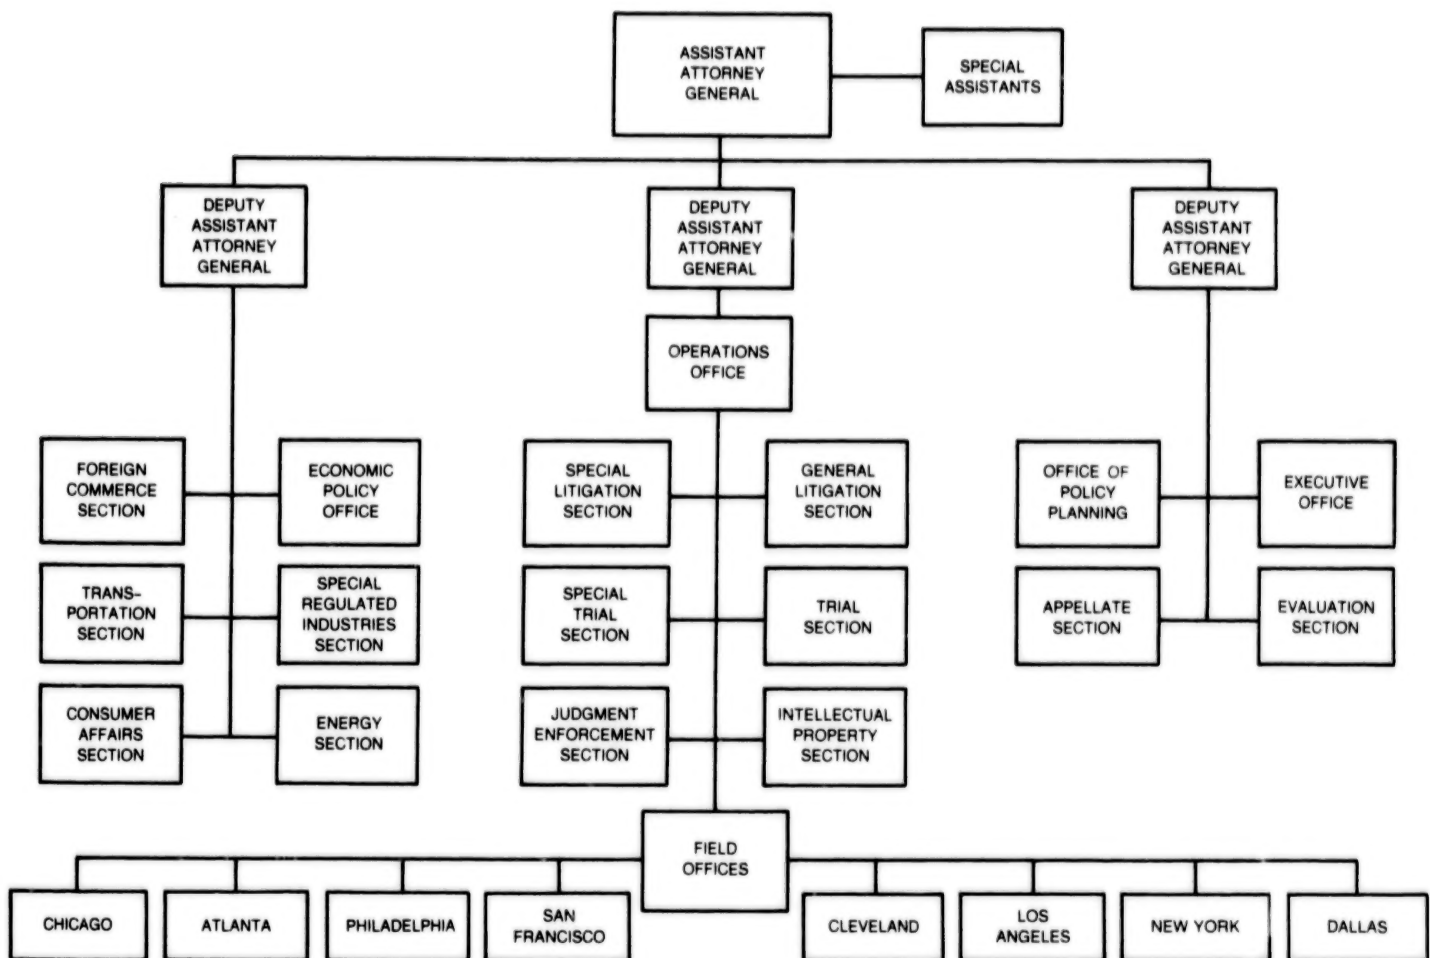 ASSISTANT
ATTORNEY
GENERAL
SPECIAL
ASSISTANTS
DEPUTY
ASSISTANT
ATTORNEY
GENERAL
DEPUTY
ASSISTANT
ATTORNEY
GENERAL
DEPUTY
ASSISTANT
ATTORNEY
GENERAL
OPERATIONS
OFFICE
FOREIGN
COMMERCE
SECTION
ECONOMIC
POLICY
OFFICE
SPECIAL
LITIGATION
SECTION
GENERAL
LITIGATION
SECTION
OFFICE OF
POLICY
PLANNING
EXECUTIVE
OFFICE
TRANS-
PORTATION
SECTION
SPECIAL
REGULATED
INDUSTRIES
SECTION
SPECIAL
TRIAL
SECTION
TRIAL
SECTION
APPELLATE
SECTION
EVALUATION
SECTION
CONSUMER
AFFAIRS
SECTION
ENERGY
SECTION
JUDGMENT
ENFORCEMENT
SECTION
INTELLECTUAL
PROPERTY
SECTION
FIELD
OFFICES
CHICAGO
ATLANTA
PHILADELPHIA
SAN
FRANCISCO
CLEVELAND
LOS
ANGELES
NEW YORK
DALLAS